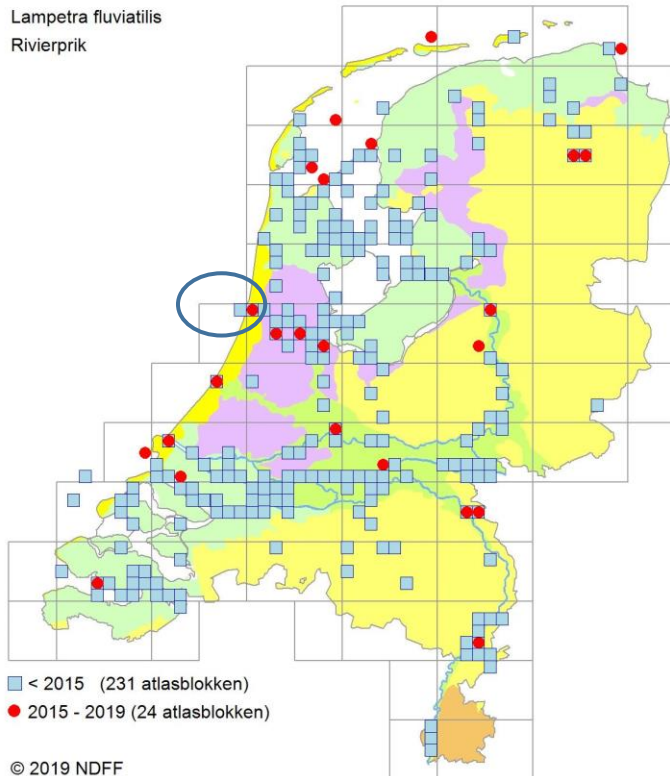 Lampetra fluviatilis
Rivierprik
< 2015 (231 atlasblokken)
2015 - 2019 (24 atlasblokken)
© 2019 NDFF